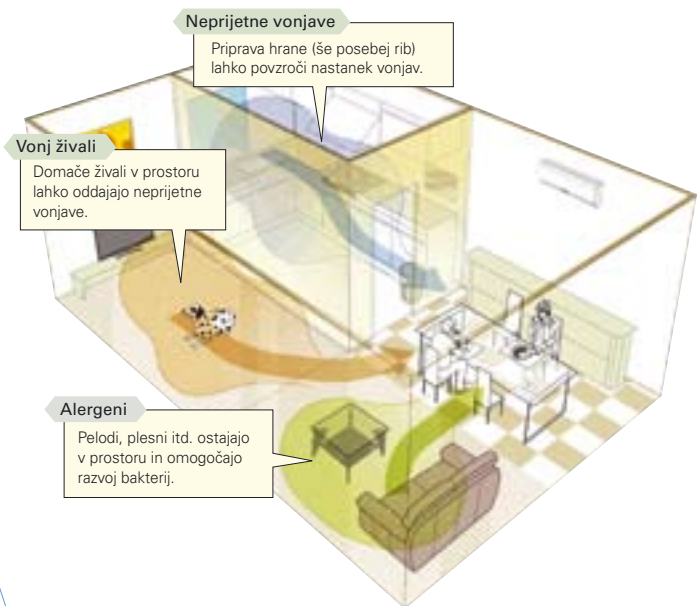 Neprijetne vonjave
Priprava hrane (še posebej rib)
lahko povzroči nastanek vonjav.
Vonj živali
Domače živali v prostoru
lahko oddajajo neprijetne
vonjave.
Alergeni
Pelodi, plesni itd. ostajajo
v prostoru in omogočajo
razvoj bakterij.